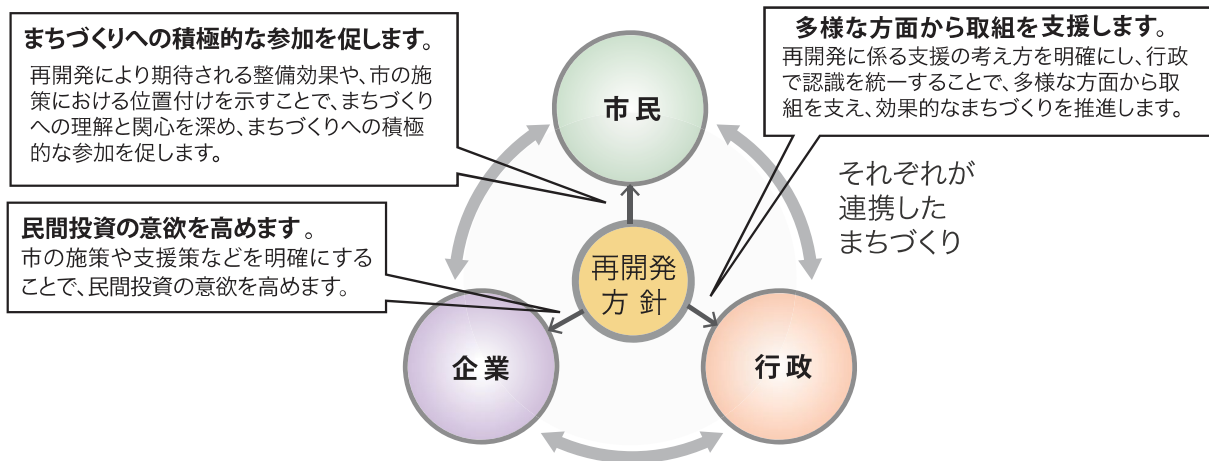 まちづくりへの積極的な参加を促します。
再開発により期待される整備効果や、市の施
策における位置付けを示すことで、まちづくり
への理解と関心を深め、まちづくりへの積極
的な参加を促します。
多様な方面から取組を支援します。
再開発に係る支援の考え方を明確にし、行政
で認識を統一することで、多様な方面から取
組を支え、効果的なまちづくりを推進します。
市民
それぞれが
連携した
まちづくり
民間投資の意欲を高めます。
市の施策や支援策などを明確にする
ことで、民間投資の意欲を高めます。
再開発
方針
企業
行政